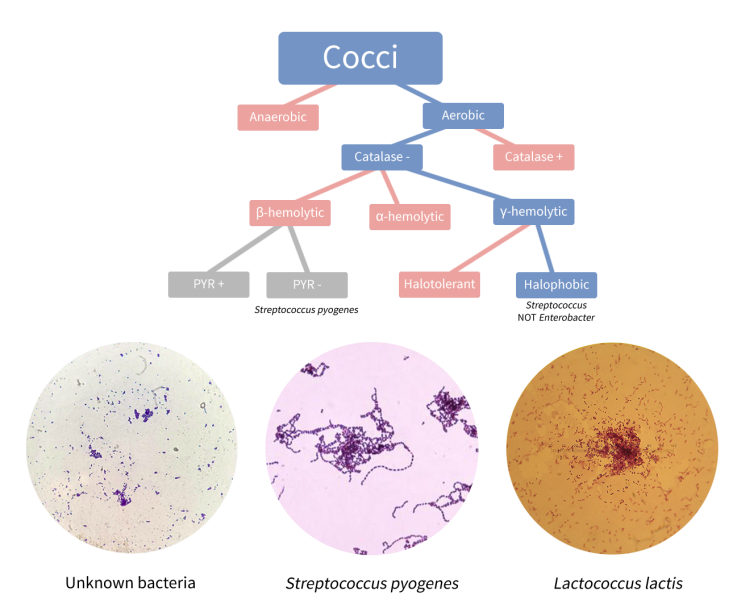 Cocci
Anaerobic
Aerobic
Catalase -
Catalase +
β-hemolytic
α-hemolytic
γ-hemolytic
PYR +
PYR -
Halotolerant
Halophobic
Streptococcus pyogenes
Streptococcus
NOT Enterobacter
Unknown bacteria
Streptococcus pyogenes
Lactococcus lactis